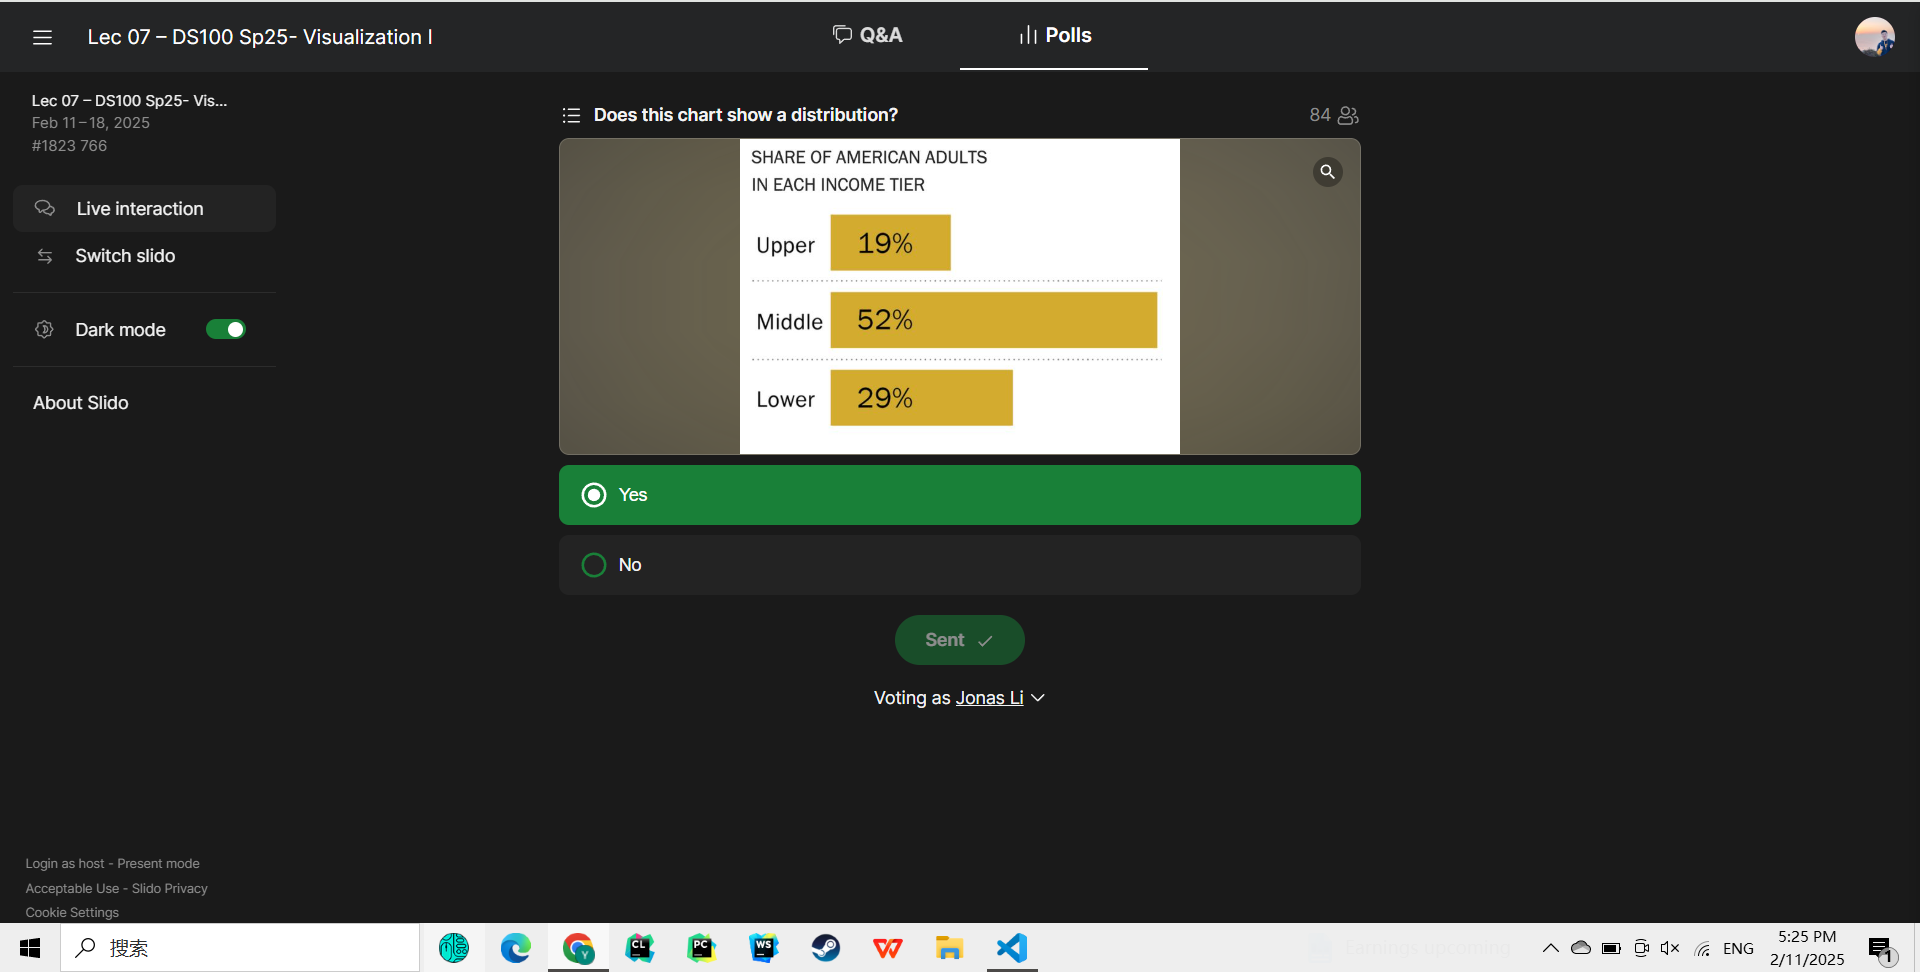 Lec 07 – DS100 Sp25- Visualization I
Q&A
Polls
Lec 07 – DS100 Sp25- Vis...
Feb 11 – 18, 2025
#1823 766
Live interaction
Switch slido
Dark mode
About Slido
Does this chart show a distribution?
84
SHARE OF AMERICAN ADULTS
IN EACH INCOME TIER
Upper 19%
Middle 52%
Lower 29%
Yes
No
Sent
Voting as Jonas Li
Login as host - Present mode
Acceptable Use - Slido Privacy
Cookie Settings
搜索
Y
CL
PC
WS
Earnings upcoming
ENG
5:25 PM
2/11/2025
1